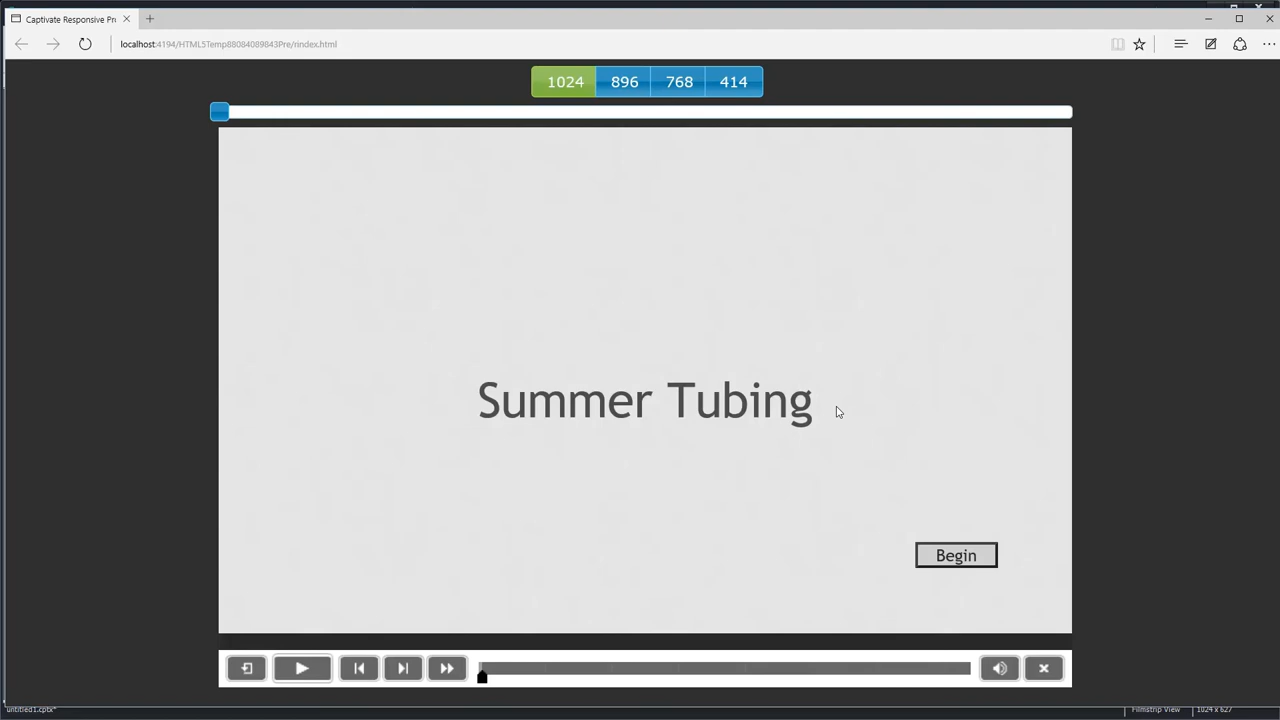 Captivate Responsive Pr
localhost:4194/HTML5Temp88084089843Pre/rindex.html
1024 896 768 414
Summer Tubing
Begin
untitled1.cptx* Filmstrip View 1024 x 627